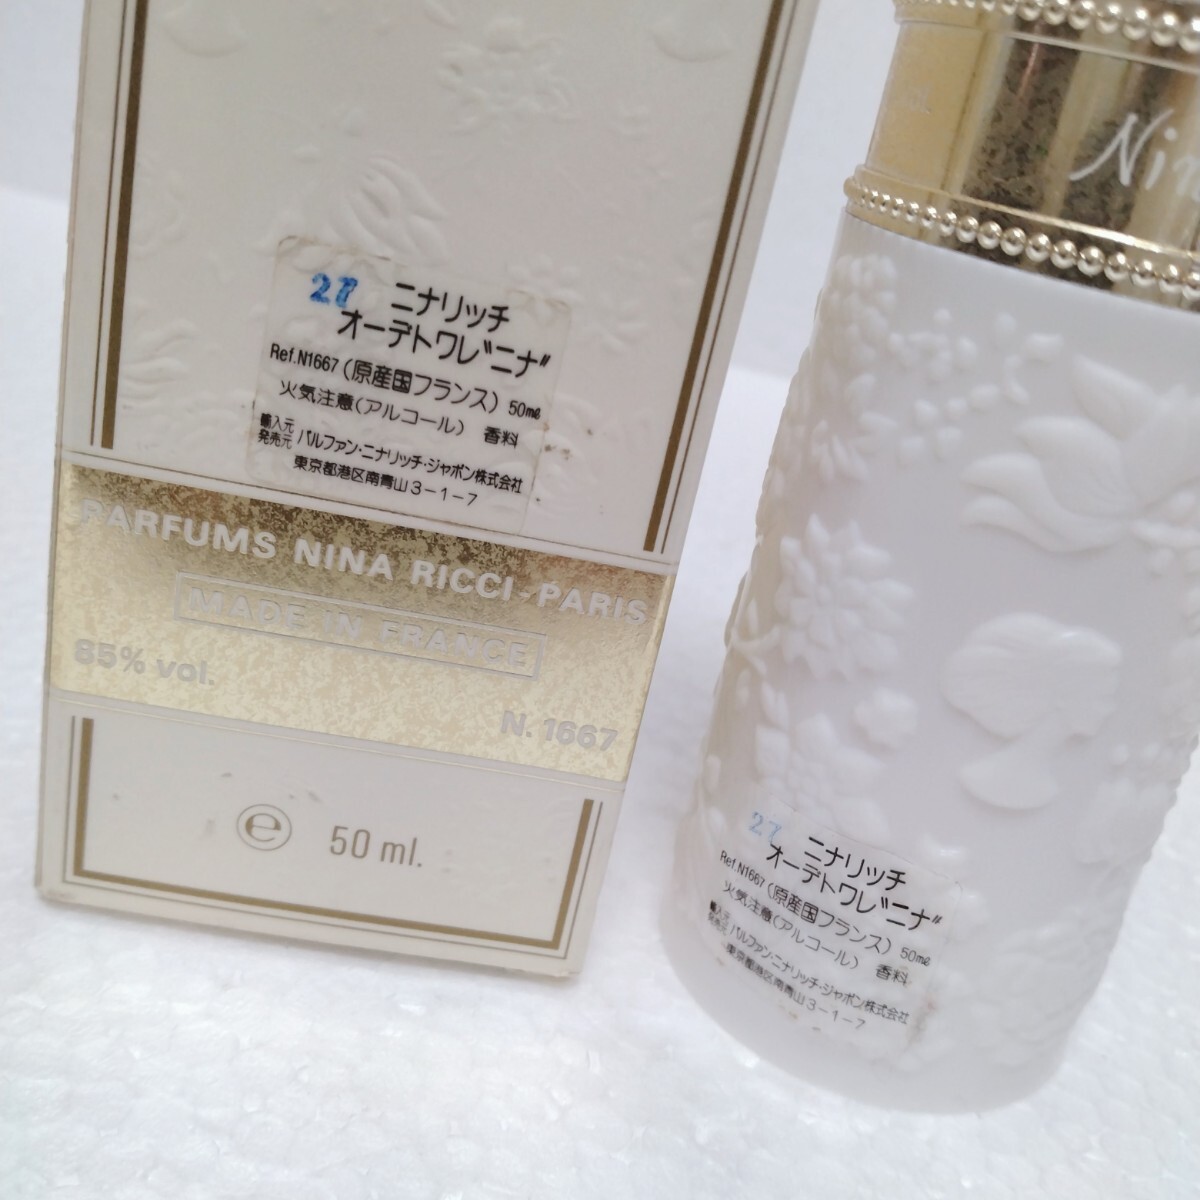 27 ニナリッチ
オーデトワレ"ニナ"
Ref.N1667(原産国フランス) 50mℓ
火気注意(アルコール) 香料
輸入元
発売元 パルファン・ニナリッチ・ジャポン株式会社
東京都港区南青山3-1-7
PARFUMS NINA RICCI-PARIS
MADE IN FRANCE
85% vol.
N. 1667
℮ 50 ml.
27 ニナリッチ
オーデトワレ"ニナ"
Ref.N1667(原産国フランス) 50mℓ
火気注意(アルコール) 香料
輸入元
発売元 パルファン・ニナリッチ・ジャポン株式会社
東京都港区南青山3-1-7